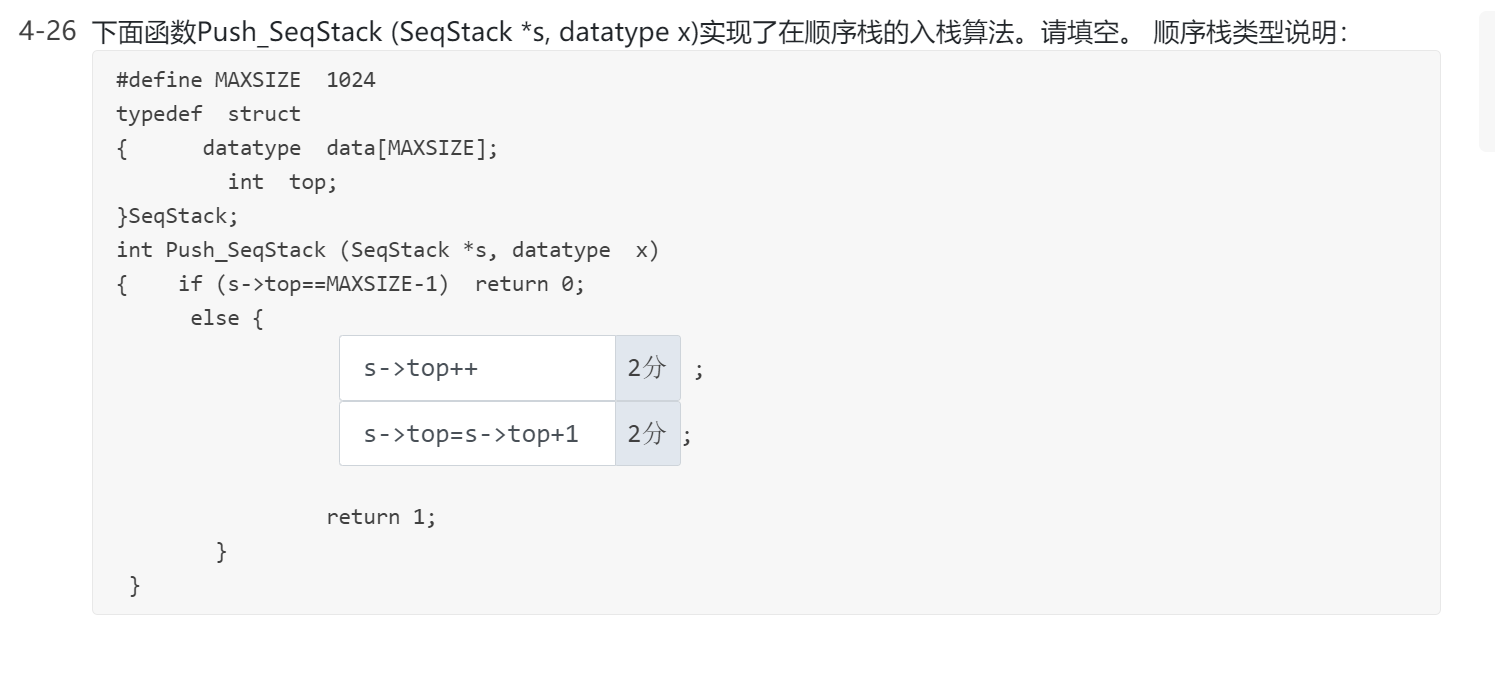 4-26 下面函数Push_SeqStack (SeqStack *s, datatype x)实现了在顺序栈的入栈算法。请填空。 顺序栈类型说明：
#define MAXSIZE  1024
typedef  struct
{      datatype  data[MAXSIZE];
         int  top;
}SeqStack;
int Push_SeqStack (SeqStack *s, datatype  x)
{    if (s->top==MAXSIZE-1)  return 0;
      else {
s->top++ 2分 ;
s->top=s->top+1 2分 ;
                 return 1;
        }
 }